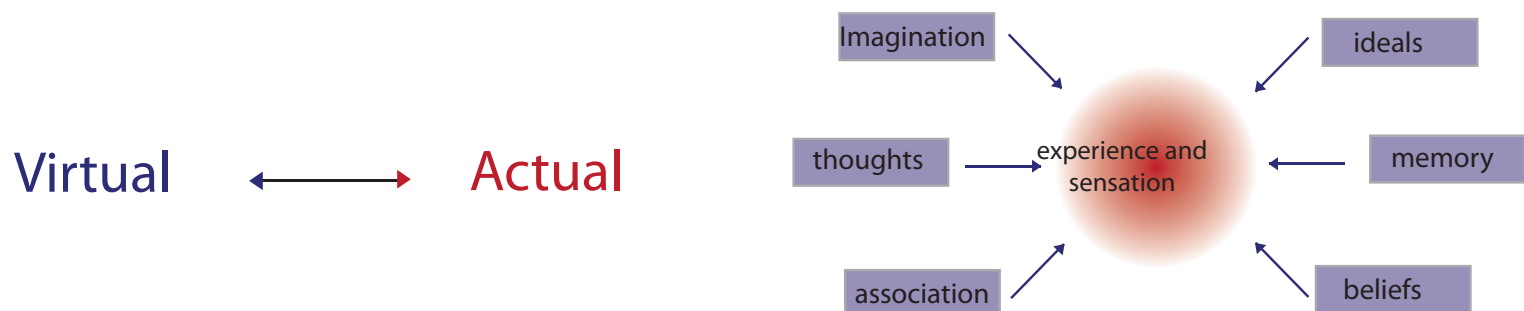 Virtual
Actual
Imagination
ideals
thoughts
experience and
sensation
memory
association
beliefs